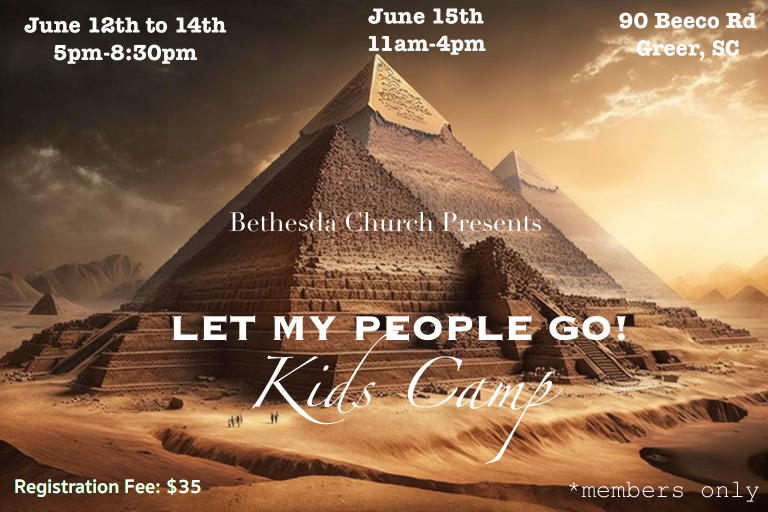 June 12th to 14th
5pm-8:30pm
June 15th
11am-4pm
90 Beeco Rd
Greer, SC
Bethesda Church Presents
LET MY PEOPLE GO!
Kids Camp
Registration Fee: $35
*members only